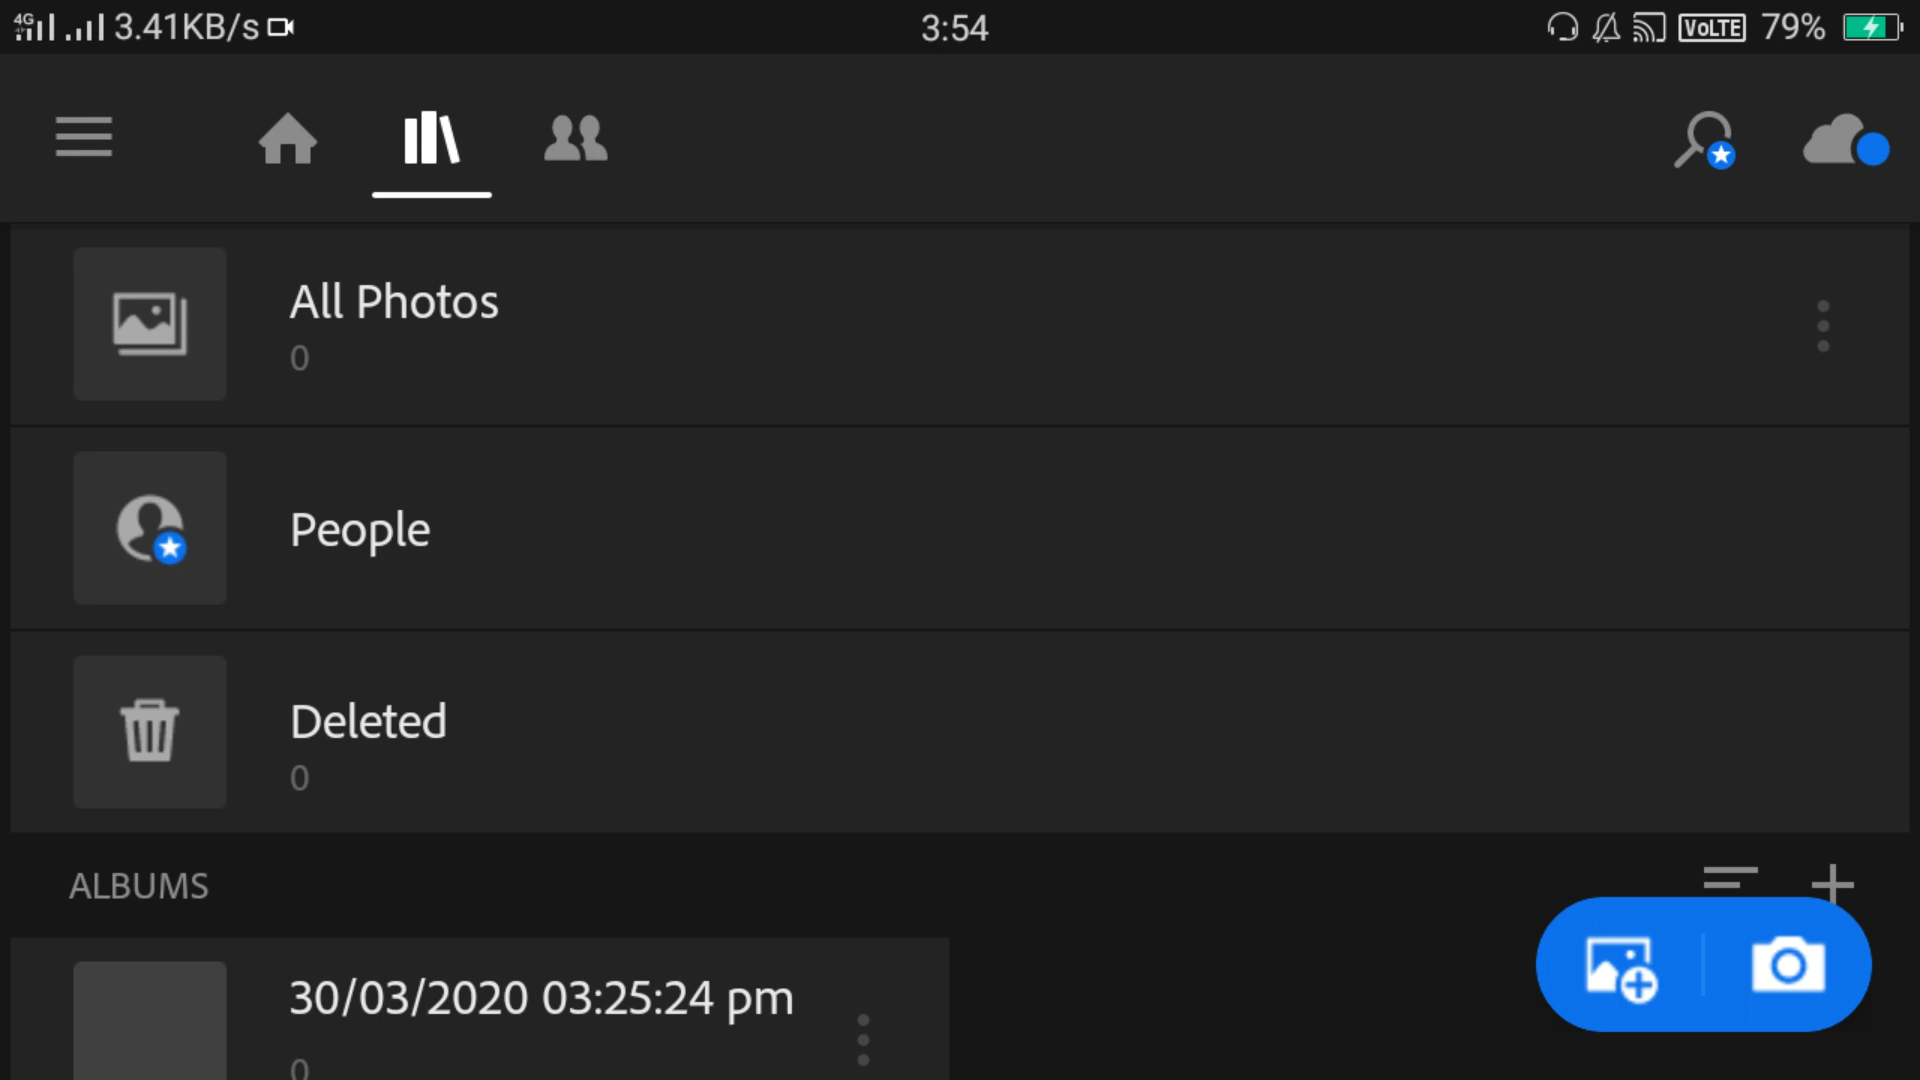 4G 3.41KB/s 3:54 VoLTE 79%
All Photos
0
People
Deleted
0
ALBUMS
30/03/2020 03:25:24 pm
0